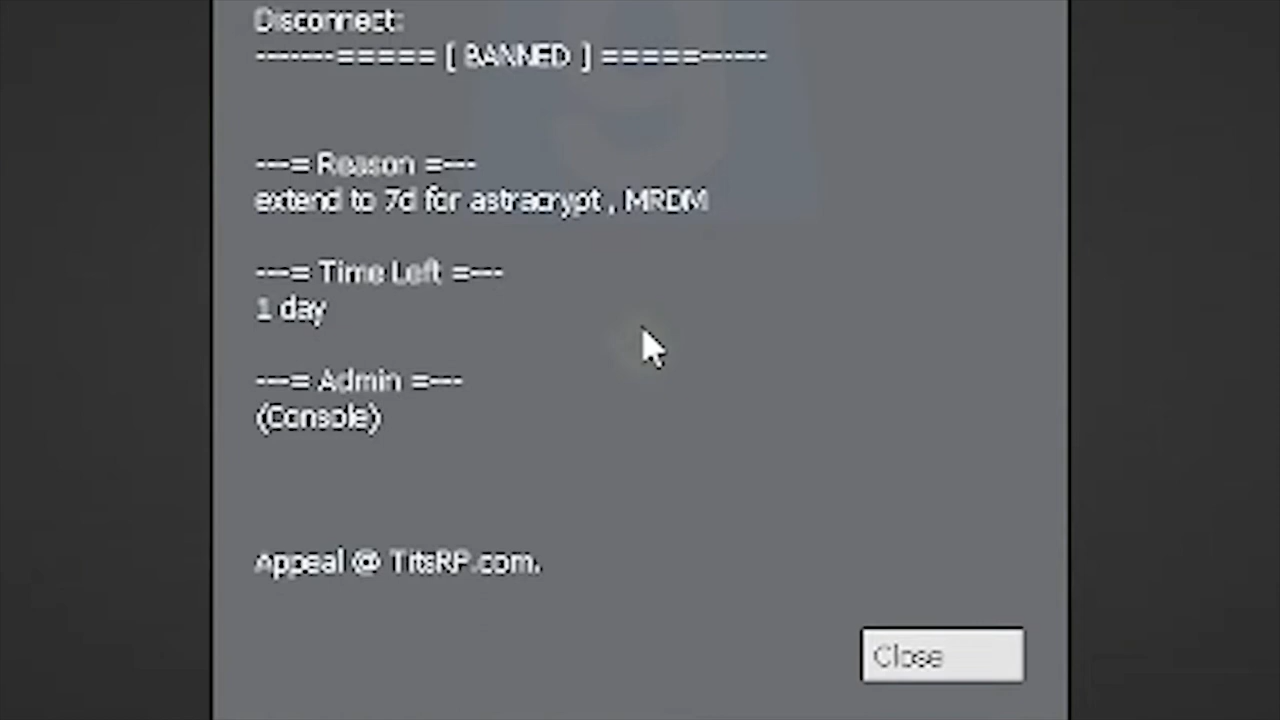 Disconnect:
-------===== [ BANNED ] =====------
---= Reason =---
extend to 7d for astracrypt , MRDM
---= Time Left =---
1 day
---= Admin =---
(Console)
Appeal @ TitsRP.com.
Close